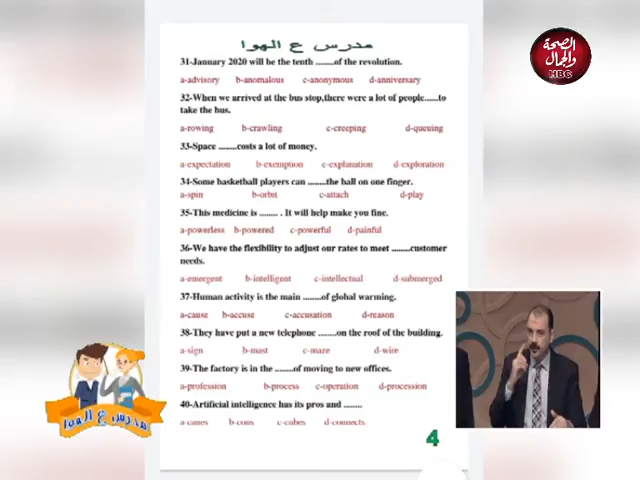 مدرس ع الهوا
الصحة
والجمال
HBC
31-January 2020 will be the tenth ........of the revolution.
a-advisory b-anomalous c-anonymous d-anniversary
32-When we arrived at the bus stop,there were a lot of people......to
take the bus.
a-rowing b-crawling c-creeping d-queuing
33-Space ........costs a lot of money.
a-expectation b-exemption c-explanation d-exploration
34-Some basketball players can ........the ball on one finger.
a-spin b-orbit c-attach d-play
35-This medicine is ........ . It will help make you fine.
a-powerless b-powered c-powerful d-painful
36-We have the flexibility to adjust our rates to meet ........customer
needs.
a-emergent b-intelligent c-intellectual d-submerged
37-Human activity is the main ........of global warming.
a-cause b-accuse c-accusation d-reason
38-They have put a new telephone ........on the roof of the building.
a-sign b-mast c-maze d-wire
39-The factory is in the ........of moving to new offices.
a-profession b-process c-operation d-procession
40-Artificial intelligence has its pros and ........
a-canes b-cons c-cubes d-connects
مدرس ع الهوا
4